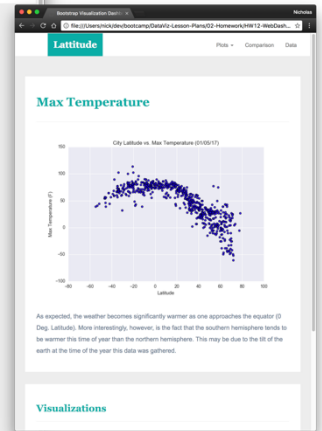 Bootstrap Visualization Dashb
Nicholas
file:///Users/nick/dev/bootcamp/DataViz-Lesson-Plans/02-Homework/HW12-WebDash...
Lattitude
Plots
Comparison
Data
Max Temperature
City Latitude vs. Max Temperature (01/05/17)
150
100
50
0
-50
-100
Max Temperature (F)
-80 -60 -40 -20 0 20 40 60 80 100
Latitude
As expected, the weather becomes significantly warmer as one approaches the equator (0
Deg. Latitude). More interestingly, however, is the fact that the southern hemisphere tends to
be warmer this time of year than the northern hemisphere. This may be due to the tilt of the
earth at the time of the year this data was gathered.
Visualizations